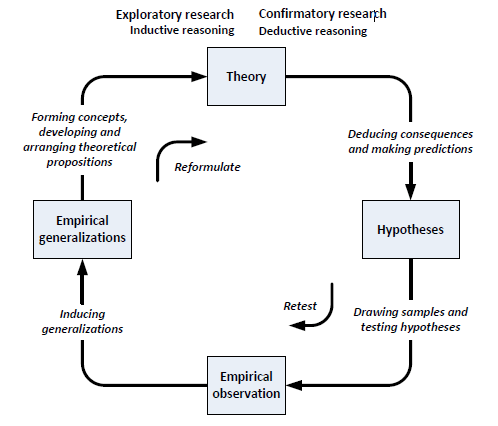 Exploratory research
Inductive reasoning
Confirmatory research
Deductive reasoning
Theory
Forming concepts,
developing and
arranging theoretical
propositions
Reformulate
Deducing consequences
and making predictions
Empirical
generalizations
Hypotheses
Inducing
generalizations
Retest
Drawing samples and
testing hypotheses
Empirical
observation